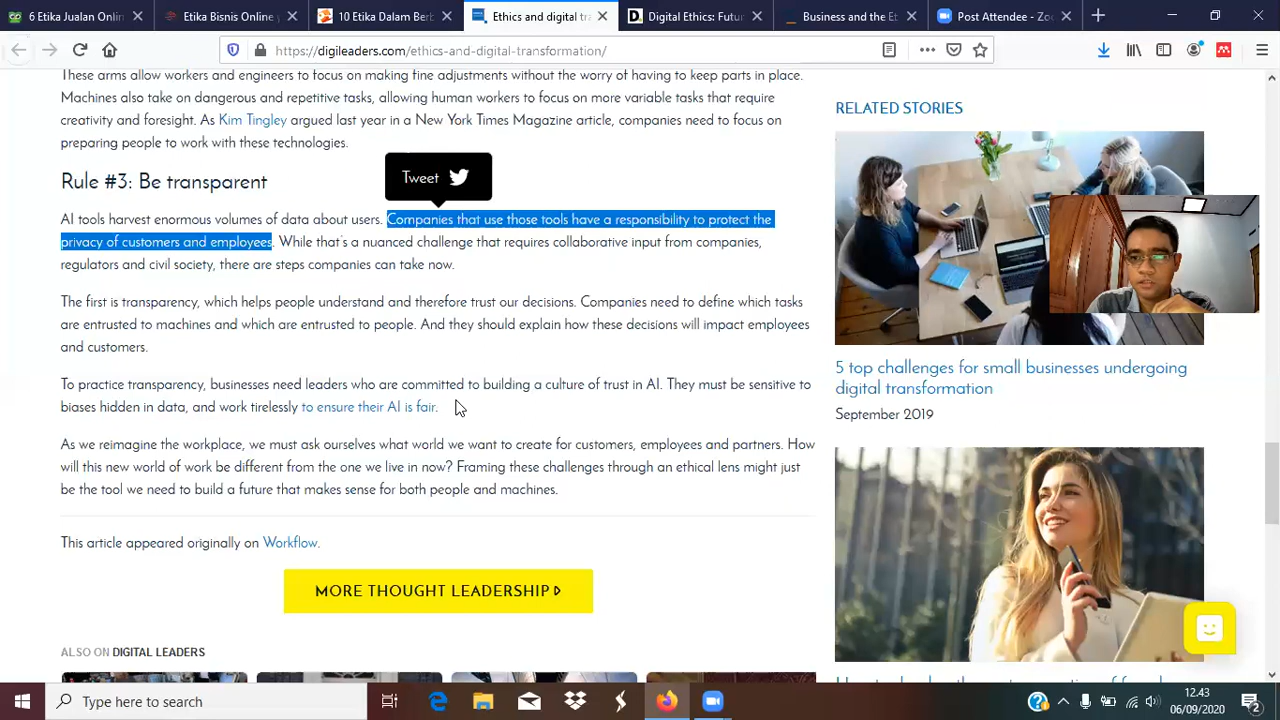 6 Etika Jualan Onlin
Etika Bisnis Online y
10 Etika Dalam Berb
Ethics and digital tra
Digital Ethics: Futur
Business and the Et
Post Attendee - Zoo
https://digileaders.com/ethics-and-digital-transformation/
These arms allow workers and engineers to focus on making fine adjustments without the worry of having to keep parts in place.
Machines also take on dangerous and repetitive tasks, allowing human workers to focus on more variable tasks that require
creativity and foresight. As Kim Tingley argued last year in a New York Times Magazine article, companies need to focus on
preparing people to work with these technologies.
Tweet
Rule #3: Be transparent
AI tools harvest enormous volumes of data about users. Companies that use those tools have a responsibility to protect the
privacy of customers and employees. While that's a nuanced challenge that requires collaborative input from companies,
regulators and civil society, there are steps companies can take now.
The first is transparency, which helps people understand and therefore trust our decisions. Companies need to define which tasks
are entrusted to machines and which are entrusted to people. And they should explain how these decisions will impact employees
and customers.
To practice transparency, businesses need leaders who are committed to building a culture of trust in AI. They must be sensitive to
biases hidden in data, and work tirelessly to ensure their AI is fair.
As we reimagine the workplace, we must ask ourselves what world we want to create for customers, employees and partners. How
will this new world of work be different from the one we live in now? Framing these challenges through an ethical lens might just
be the tool we need to build a future that makes sense for both people and machines.
This article appeared originally on Workflow.
MORE THOUGHT LEADERSHIP
ALSO ON DIGITAL LEADERS
RELATED STORIES
5 top challenges for small businesses undergoing
digital transformation
September 2019
Type here to search
12.43
06/09/2020
2